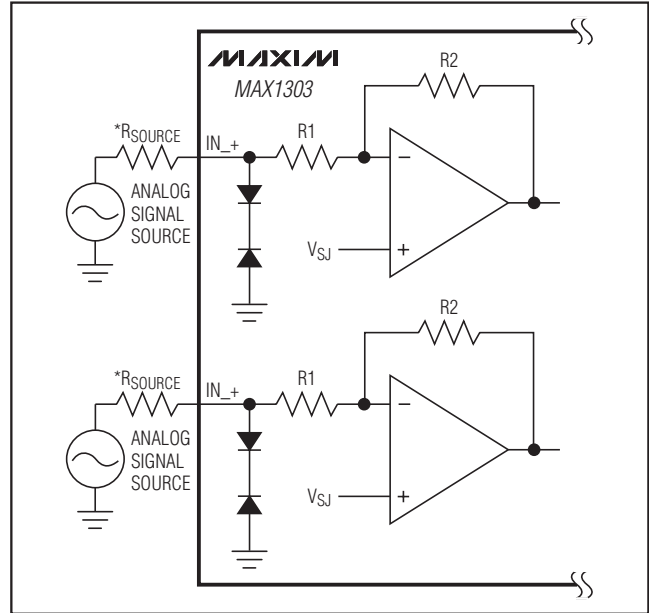 MAXIM
MAX1303
R2
*RSOURCE
IN_+
R1
−
ANALOG
SIGNAL
SOURCE
VSJ
+
R2
*RSOURCE
IN_+
R1
−
ANALOG
SIGNAL
SOURCE
VSJ
+